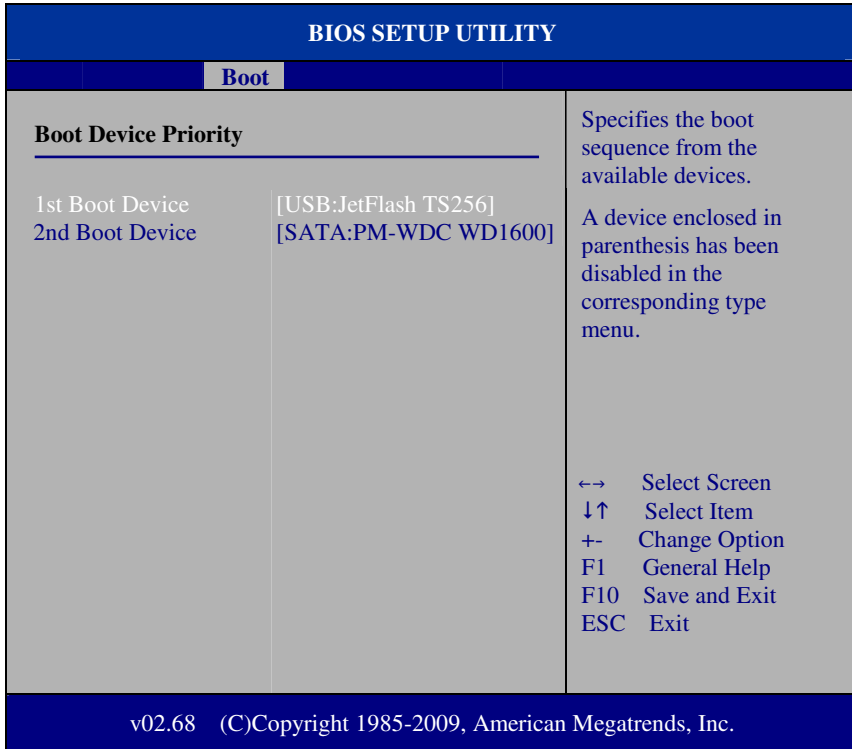 BIOS SETUP UTILITY
Boot
Boot Device Priority
1st Boot Device [USB:JetFlash TS256]
2nd Boot Device [SATA:PM-WDC WD1600]
Specifies the boot
sequence from the
available devices.
A device enclosed in
parenthesis has been
disabled in the
corresponding type
menu.
←→ Select Screen
↓↑ Select Item
+- Change Option
F1 General Help
F10 Save and Exit
ESC Exit
v02.68 (C)Copyright 1985-2009, American Megatrends, Inc.